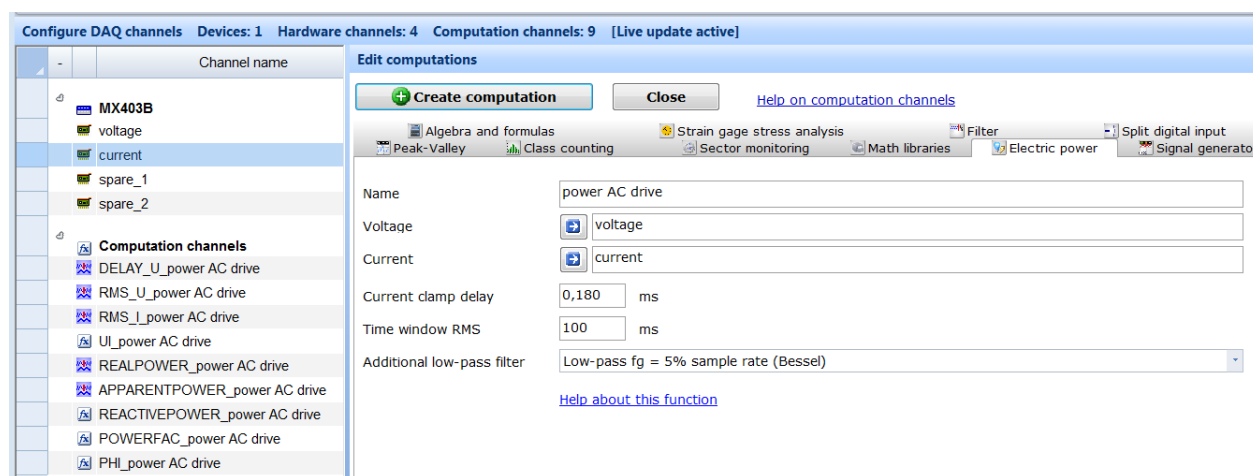 Configure DAQ channels Devices: 1 Hardware channels: 4 Computation channels: 9 [Live update active]
- Channel name
MX403B
voltage
current
spare_1
spare_2
Computation channels
DELAY_U_power AC drive
RMS_U_power AC drive
RMS_I_power AC drive
UI_power AC drive
REALPOWER_power AC drive
APPARENTPOWER_power AC drive
REACTIVEPOWER_power AC drive
POWERFAC_power AC drive
PHI_power AC drive
Edit computations
Create computation Close Help on computation channels
Algebra and formulas Strain gage stress analysis Filter Split digital input
Peak-Valley Class counting Sector monitoring Math libraries Electric power Signal generato
Name power AC drive
Voltage voltage
Current current
Current clamp delay 0,180 ms
Time window RMS 100 ms
Additional low-pass filter Low-pass fg = 5% sample rate (Bessel)
Help about this function